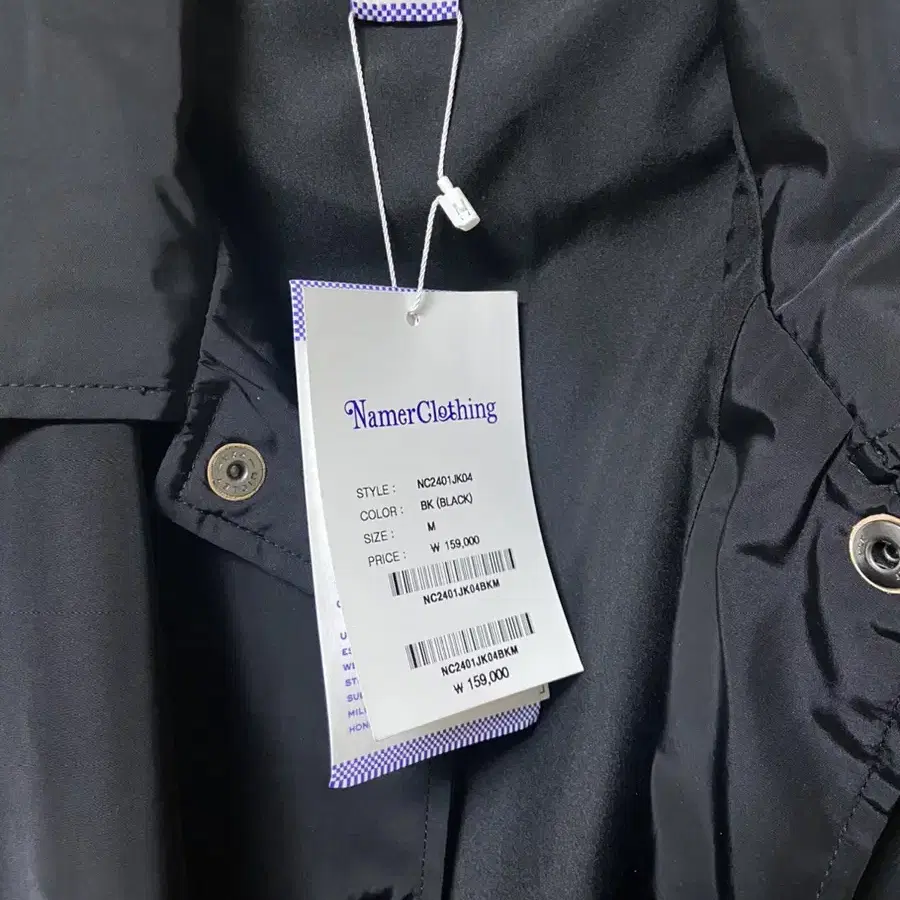 NamerClothing
STYLE : NC2401JK04
COLOR : BK (BLACK)
SIZE : M
PRICE : ₩ 159,000
NC2401JK04BKM
NC2401JK04BKM
₩ 159,000